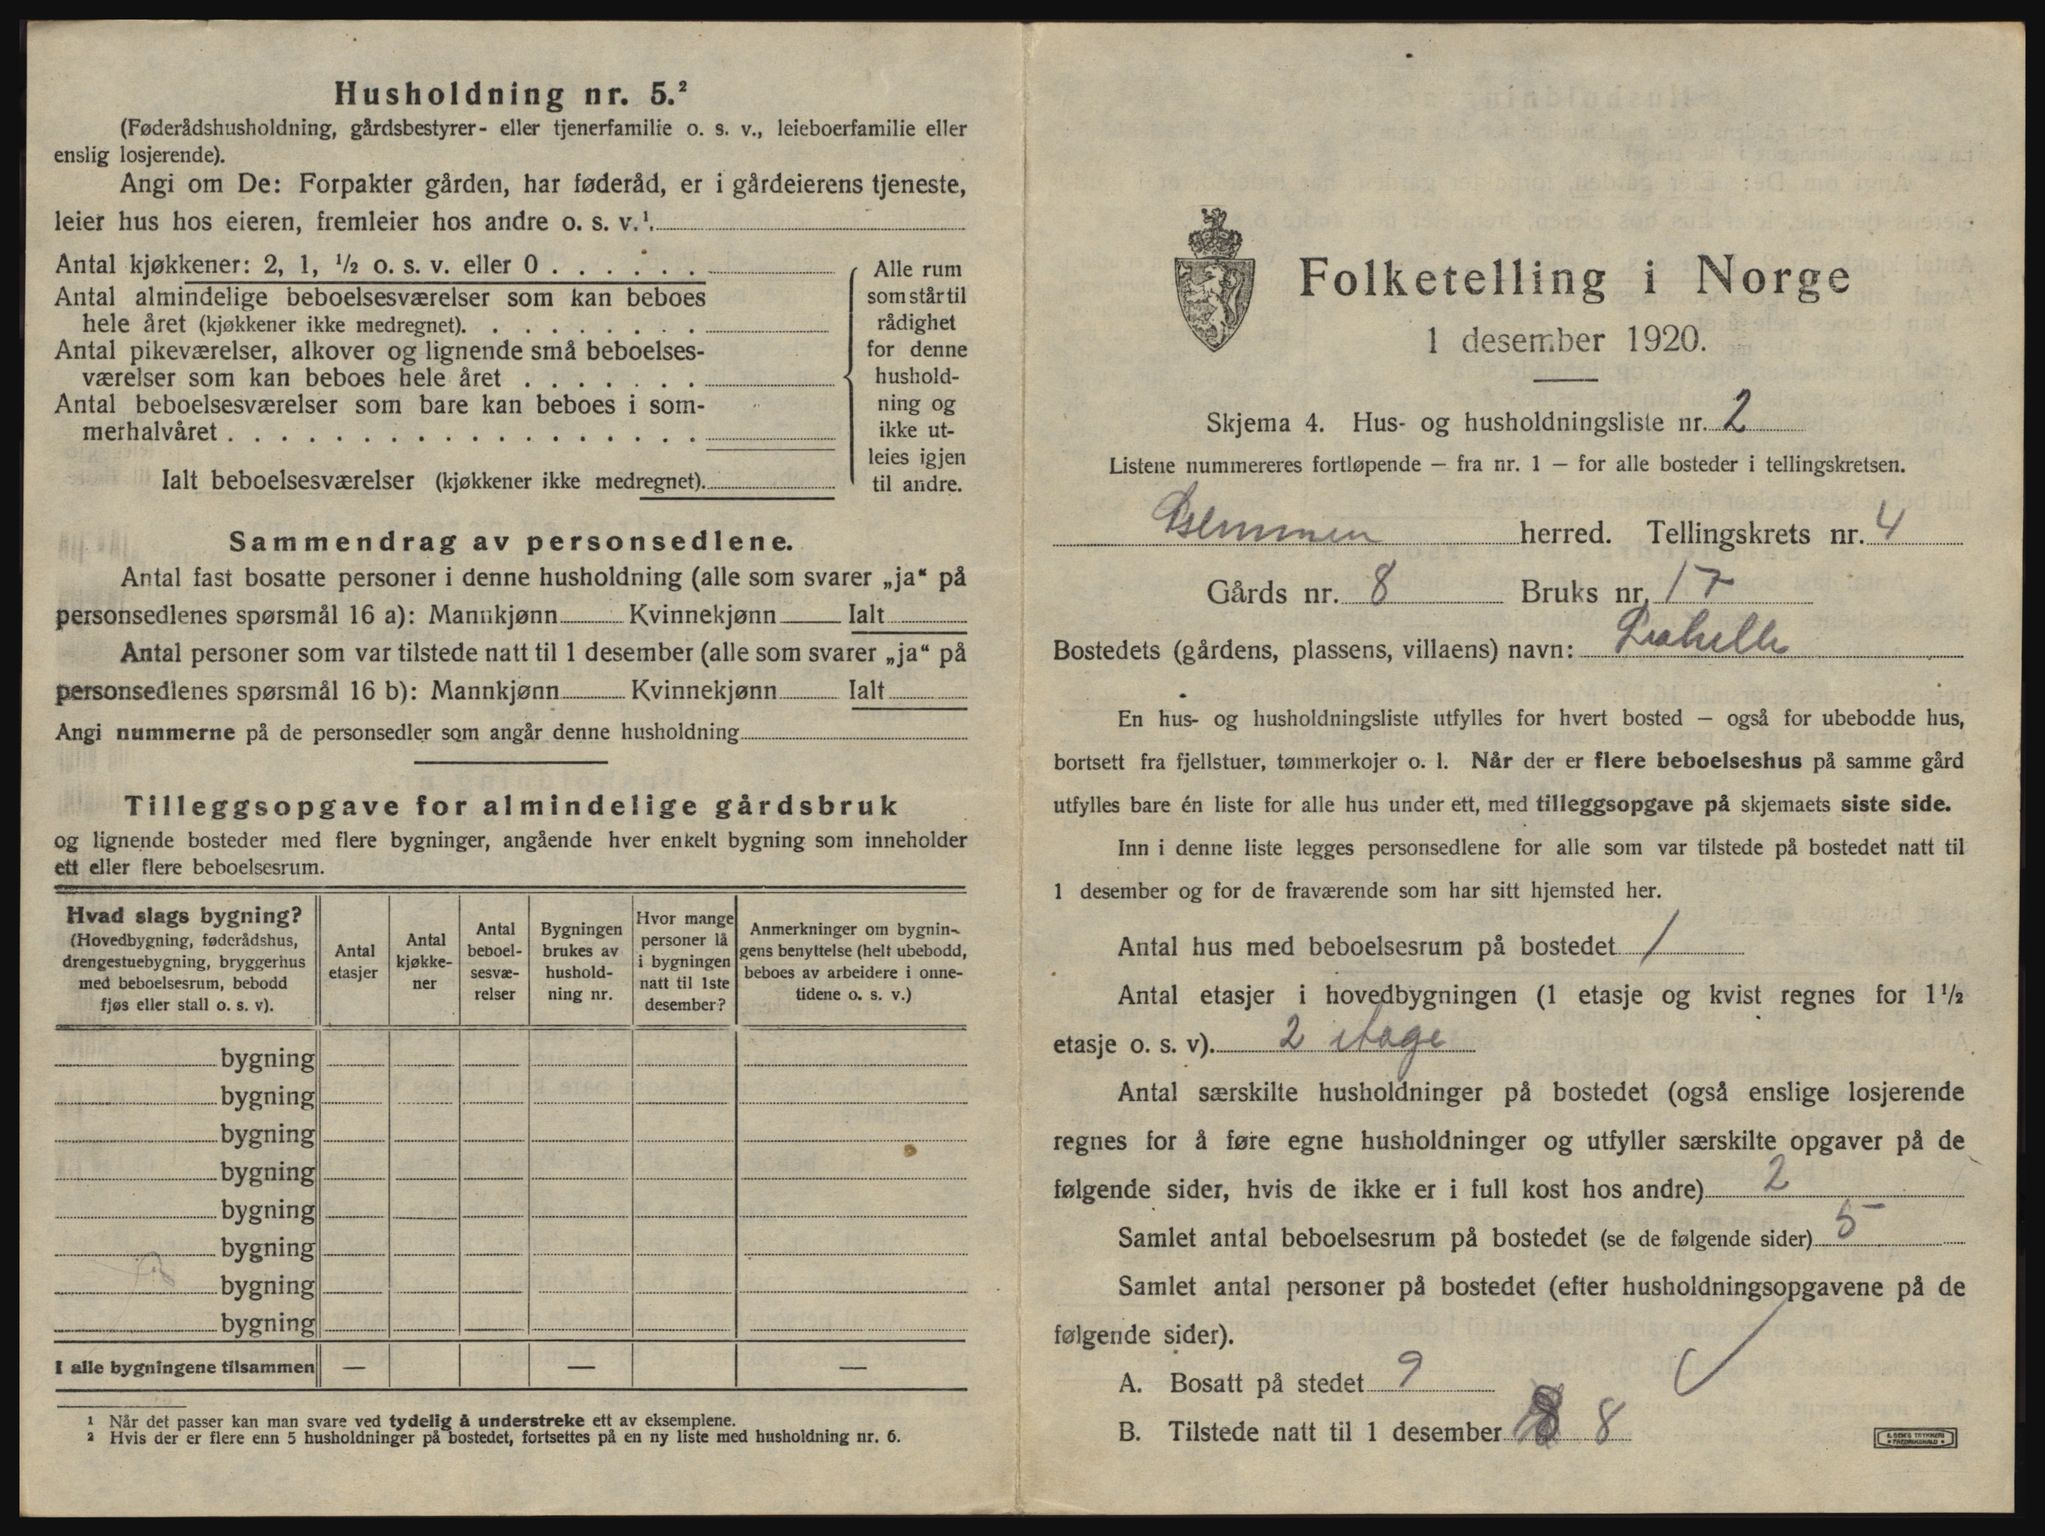 Husholdning nr. 5.²
(Føderådshusholdning, gårdsbestyrer- eller tjenerfamilie o. s. v., leieboerfamilie eller
enslig losjerende).
Angi om De: Forpakter gården, har føderåd, er i gårdeierens tjeneste,
leier hus hos eieren, fremleier hos andre o. s. v.¹.
Antal kjøkkener: 2, 1, ½ o. s. v. eller 0 . . . . . .
Antal almindelige beboelsesværelser som kan beboes
hele året (kjøkkener ikke medregnet). . . . . . . . .
Antal pikeværelser, alkover og lignende små beboelses-
værelser som kan beboes hele året . . . . . . .
Antal beboelsesværelser som bare kan beboes i som-
merhalvåret . . . . . . . . . . . . . . . . . .
Ialt beboelsesværelser (kjøkkener ikke medregnet).
Alle rum
som står til
rådighet
for denne
hushold-
ning og
ikke ut-
leies igjen
til andre.
Sammendrag av personsedlene.
Antal fast bosatte personer i denne husholdning (alle som svarer „ja“ på
personsedlenes spørsmål 16 a): Mannkjønn Kvinnekjønn Ialt
Antal personer som var tilstede natt til 1 desember (alle som svarer „ja“ på
personsedlenes spørsmål 16 b): Mannkjønn Kvinnekjønn Ialt
Angi nummerne på de personsedler som angår denne husholdning
Tilleggsopgave for almindelige gårdsbruk
og lignende bosteder med flere bygninger, angående hver enkelt bygning som inneholder
ett eller flere beboelsesrum.
Hvad slags bygning?
(Hovedbygning, føderådshus,
drengestuebygning, bryggerhus
med beboelsesrum, bebodd
fjøs eller stall o. s. v).
Antal
etasjer
Antal
kjøkke-
ner
Antal
beboel-
sesvæ-
relser
Bygningen
brukes av
hushold-
ning nr.
Hvor mange
personer lå
i bygningen
natt til 1ste
desember?
Anmerkninger om bygnin-
gens benyttelse (helt ubebodd,
beboes av arbeidere i onne-
tidene o. s. v.)
bygning
bygning
bygning
bygning
bygning
bygning
bygning
bygning
I alle bygningene tilsammen — — —
¹ Når det passer kan man svare ved tydelig å understreke ett av eksemplene.
² Hvis der er flere enn 5 husholdninger på bostedet, fortsettes på en ny liste med husholdning nr. 6.
Folketelling i Norge
1 desember 1920.
Skjema 4. Hus- og husholdningsliste nr. 2
Listene nummereres fortløpende – fra nr. 1 – for alle bosteder i tellingskretsen.
Glemmen herred. Tellingskrets nr. 4
Gårds nr. 8 Bruks nr. 17
Bostedets (gårdens, plassens, villaens) navn:
En hus- og husholdningsliste utfylles for hvert bosted – også for ubebodde hus,
bortsett fra fjellstuer, tømmerkojer o. l. Når der er flere beboelseshus på samme gård
utfylles bare én liste for alle hus under ett, med tilleggsopgave på skjemaets siste side.
Inn i denne liste legges personsedlene for alle som var tilstede på bostedet natt til
1 desember og for de fraværende som har sitt hjemsted her.
Antal hus med beboelsesrum på bostedet 1
Antal etasjer i hovedbygningen (1 etasje og kvist regnes for 1½
etasje o. s. v). 2 etage
Antal særskilte husholdninger på bostedet (også enslige losjerende
regnes for å føre egne husholdninger og utfyller særskilte opgaver på de
følgende sider, hvis de ikke er i full kost hos andre) 2
Samlet antal beboelsesrum på bostedet (se de følgende sider) 5
Samlet antal personer på bostedet (efter husholdningsopgavene på de
følgende sider).
A. Bosatt på stedet 9
B. Tilstede natt til 1 desember 8